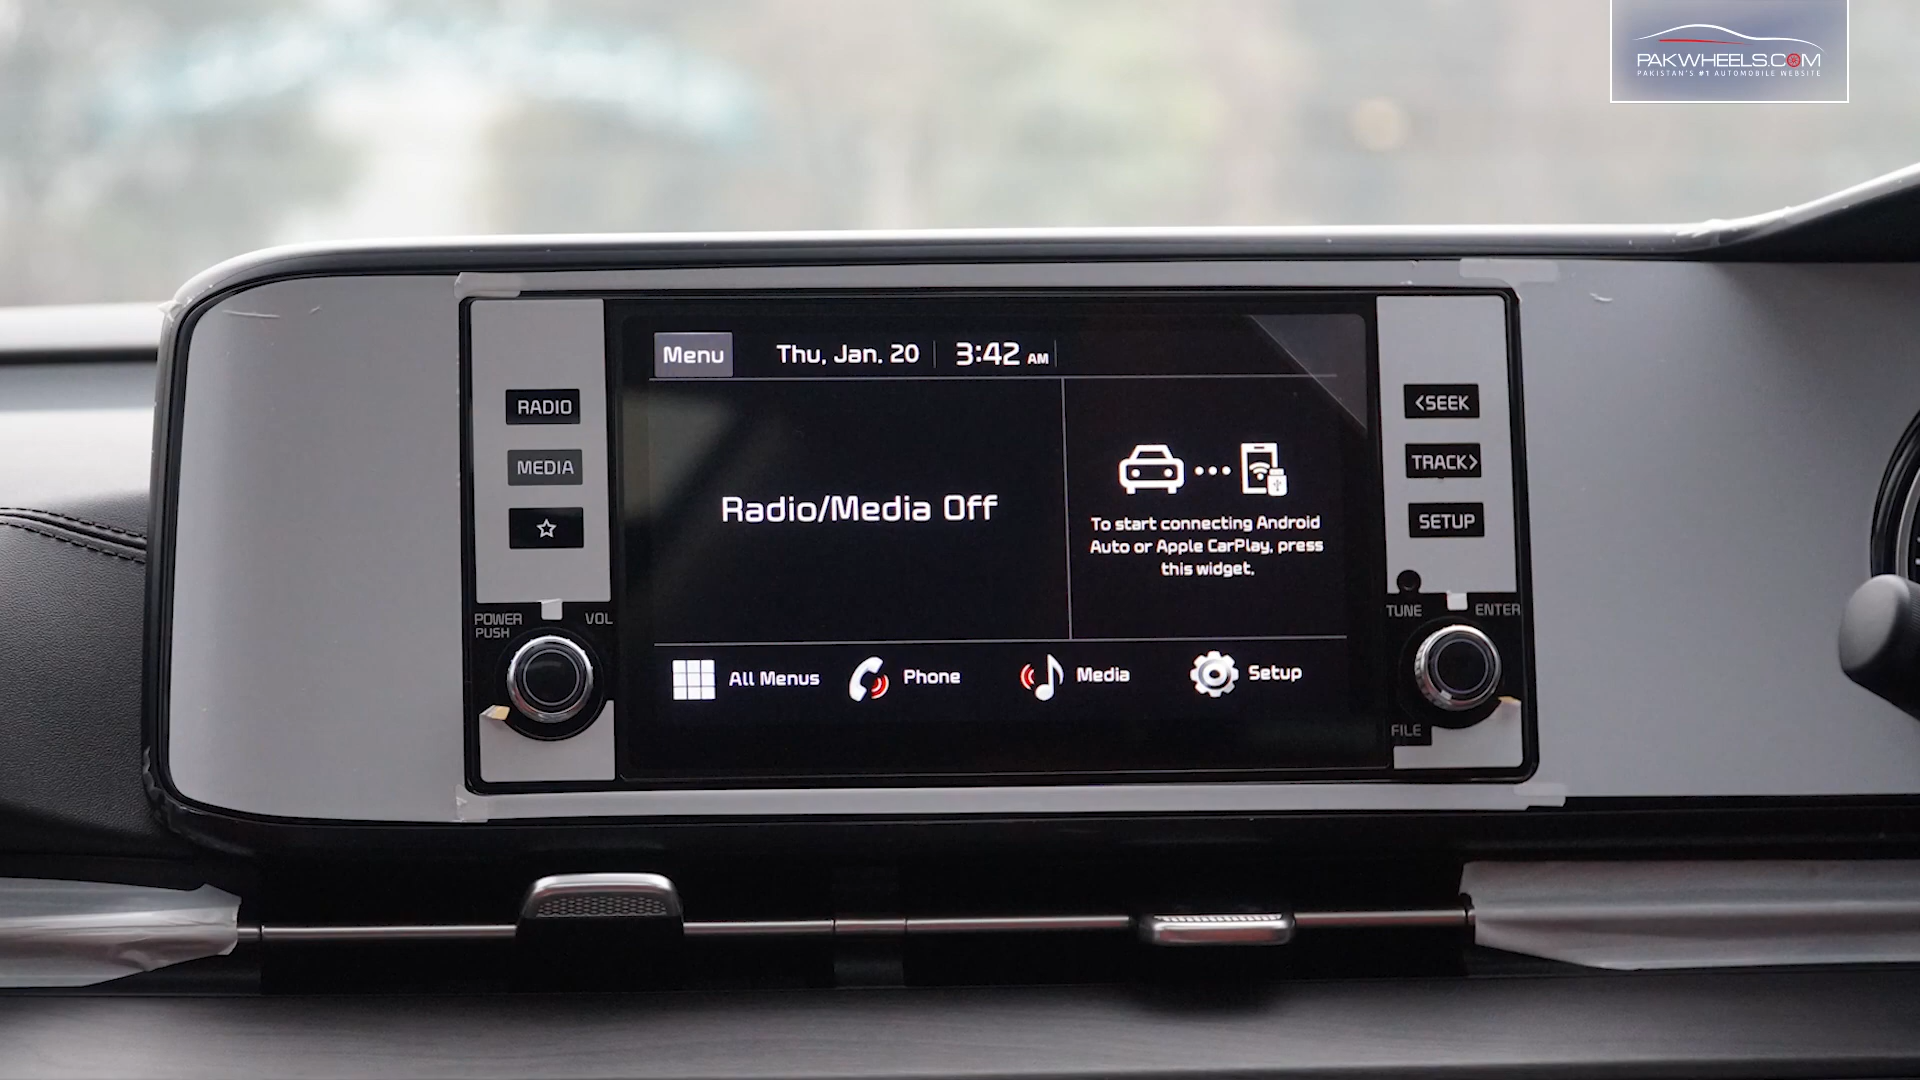 PAKWHEELS.COM
PAKISTAN'S #1 AUTOMOBILE WEBSITE
Menu
Thu, Jan. 20
3:42 AM
RADIO
MEDIA
<SEEK
TRACK>
SETUP
Radio/Media Off
To start connecting Android
Auto or Apple CarPlay, press
this widget.
POWER
PUSH
VOL
TUNE
ENTER
All Menus
Phone
Media
Setup
FILE